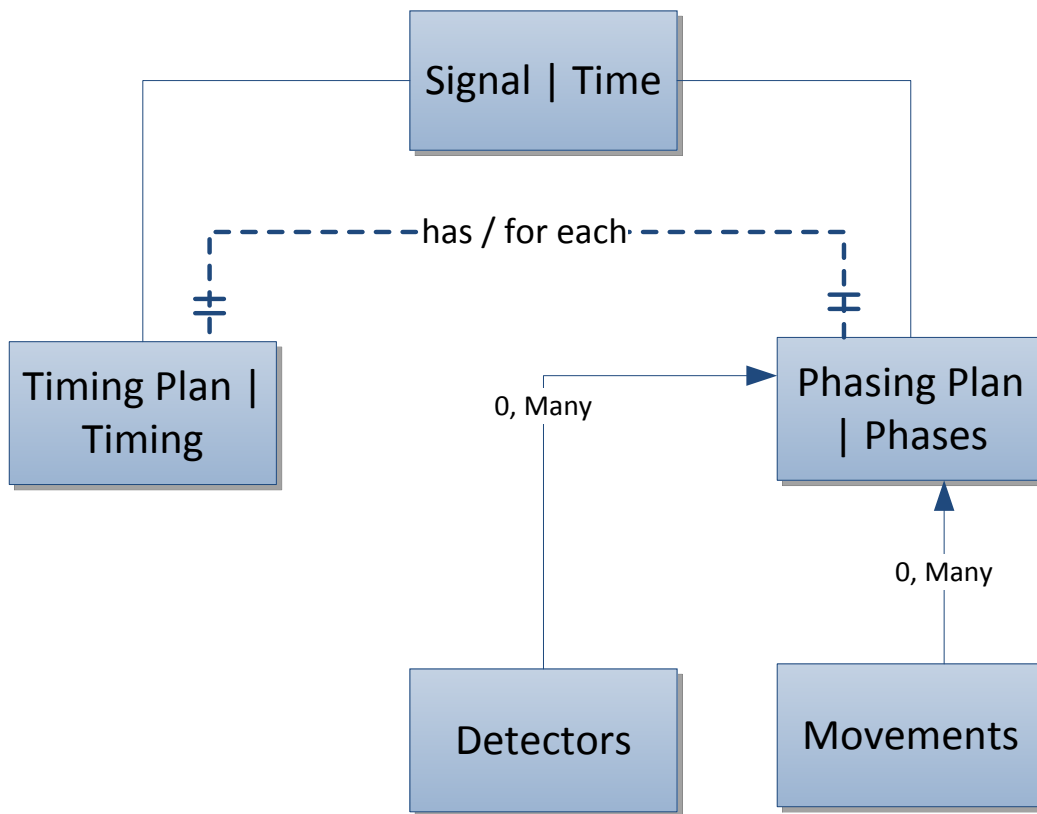 Signal | Time
has / for each
Timing Plan |
Timing
Phasing Plan
| Phases
0, Many
0, Many
Detectors
Movements